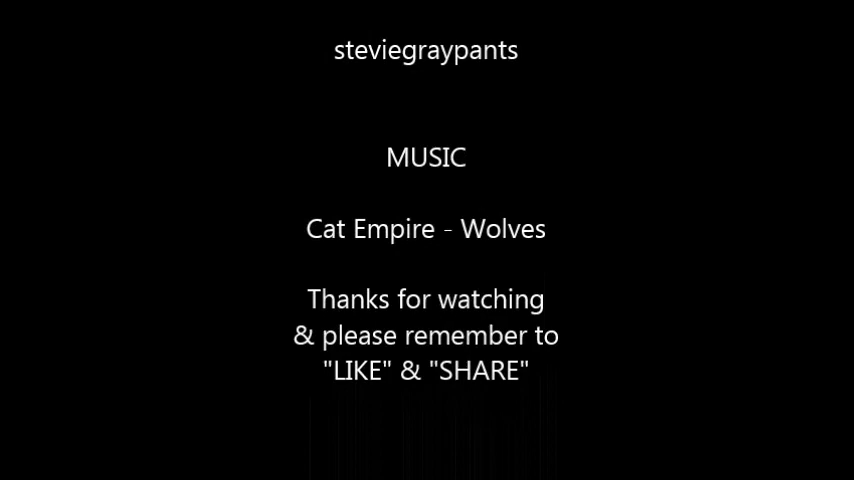 steviegraypants
MUSIC
Cat Empire - Wolves
Thanks for watching
& please remember to
"LIKE" & "SHARE"